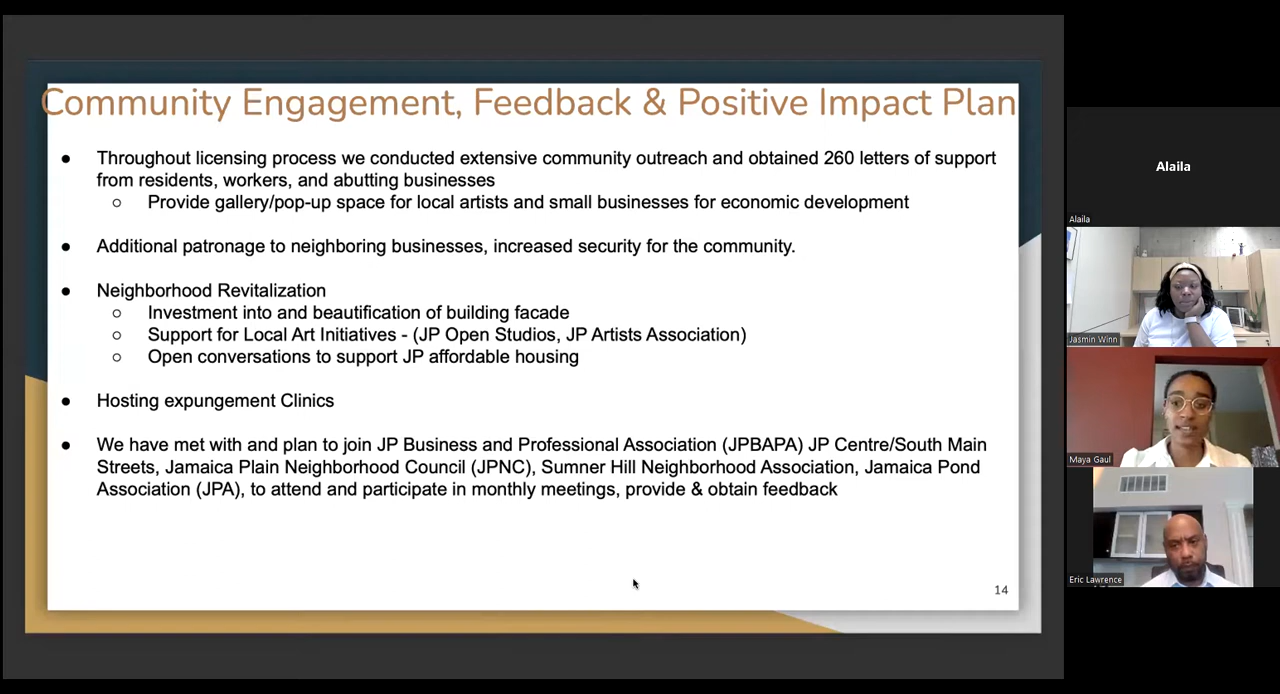 Community Engagement, Feedback & Positive Impact Plan
● Throughout licensing process we conducted extensive community outreach and obtained 260 letters of support
from residents, workers, and abutting businesses
○ Provide gallery/pop-up space for local artists and small businesses for economic development
● Additional patronage to neighboring businesses, increased security for the community.
● Neighborhood Revitalization
○ Investment into and beautification of building facade
○ Support for Local Art Initiatives - (JP Open Studios, JP Artists Association)
○ Open conversations to support JP affordable housing
● Hosting expungement Clinics
● We have met with and plan to join JP Business and Professional Association (JPBAPA) JP Centre/South Main
Streets, Jamaica Plain Neighborhood Council (JPNC), Sumner Hill Neighborhood Association, Jamaica Pond
Association (JPA), to attend and participate in monthly meetings, provide & obtain feedback
14
Alaila
Alaila
Jasmin Winn
Maya Gaul
Eric Lawrence